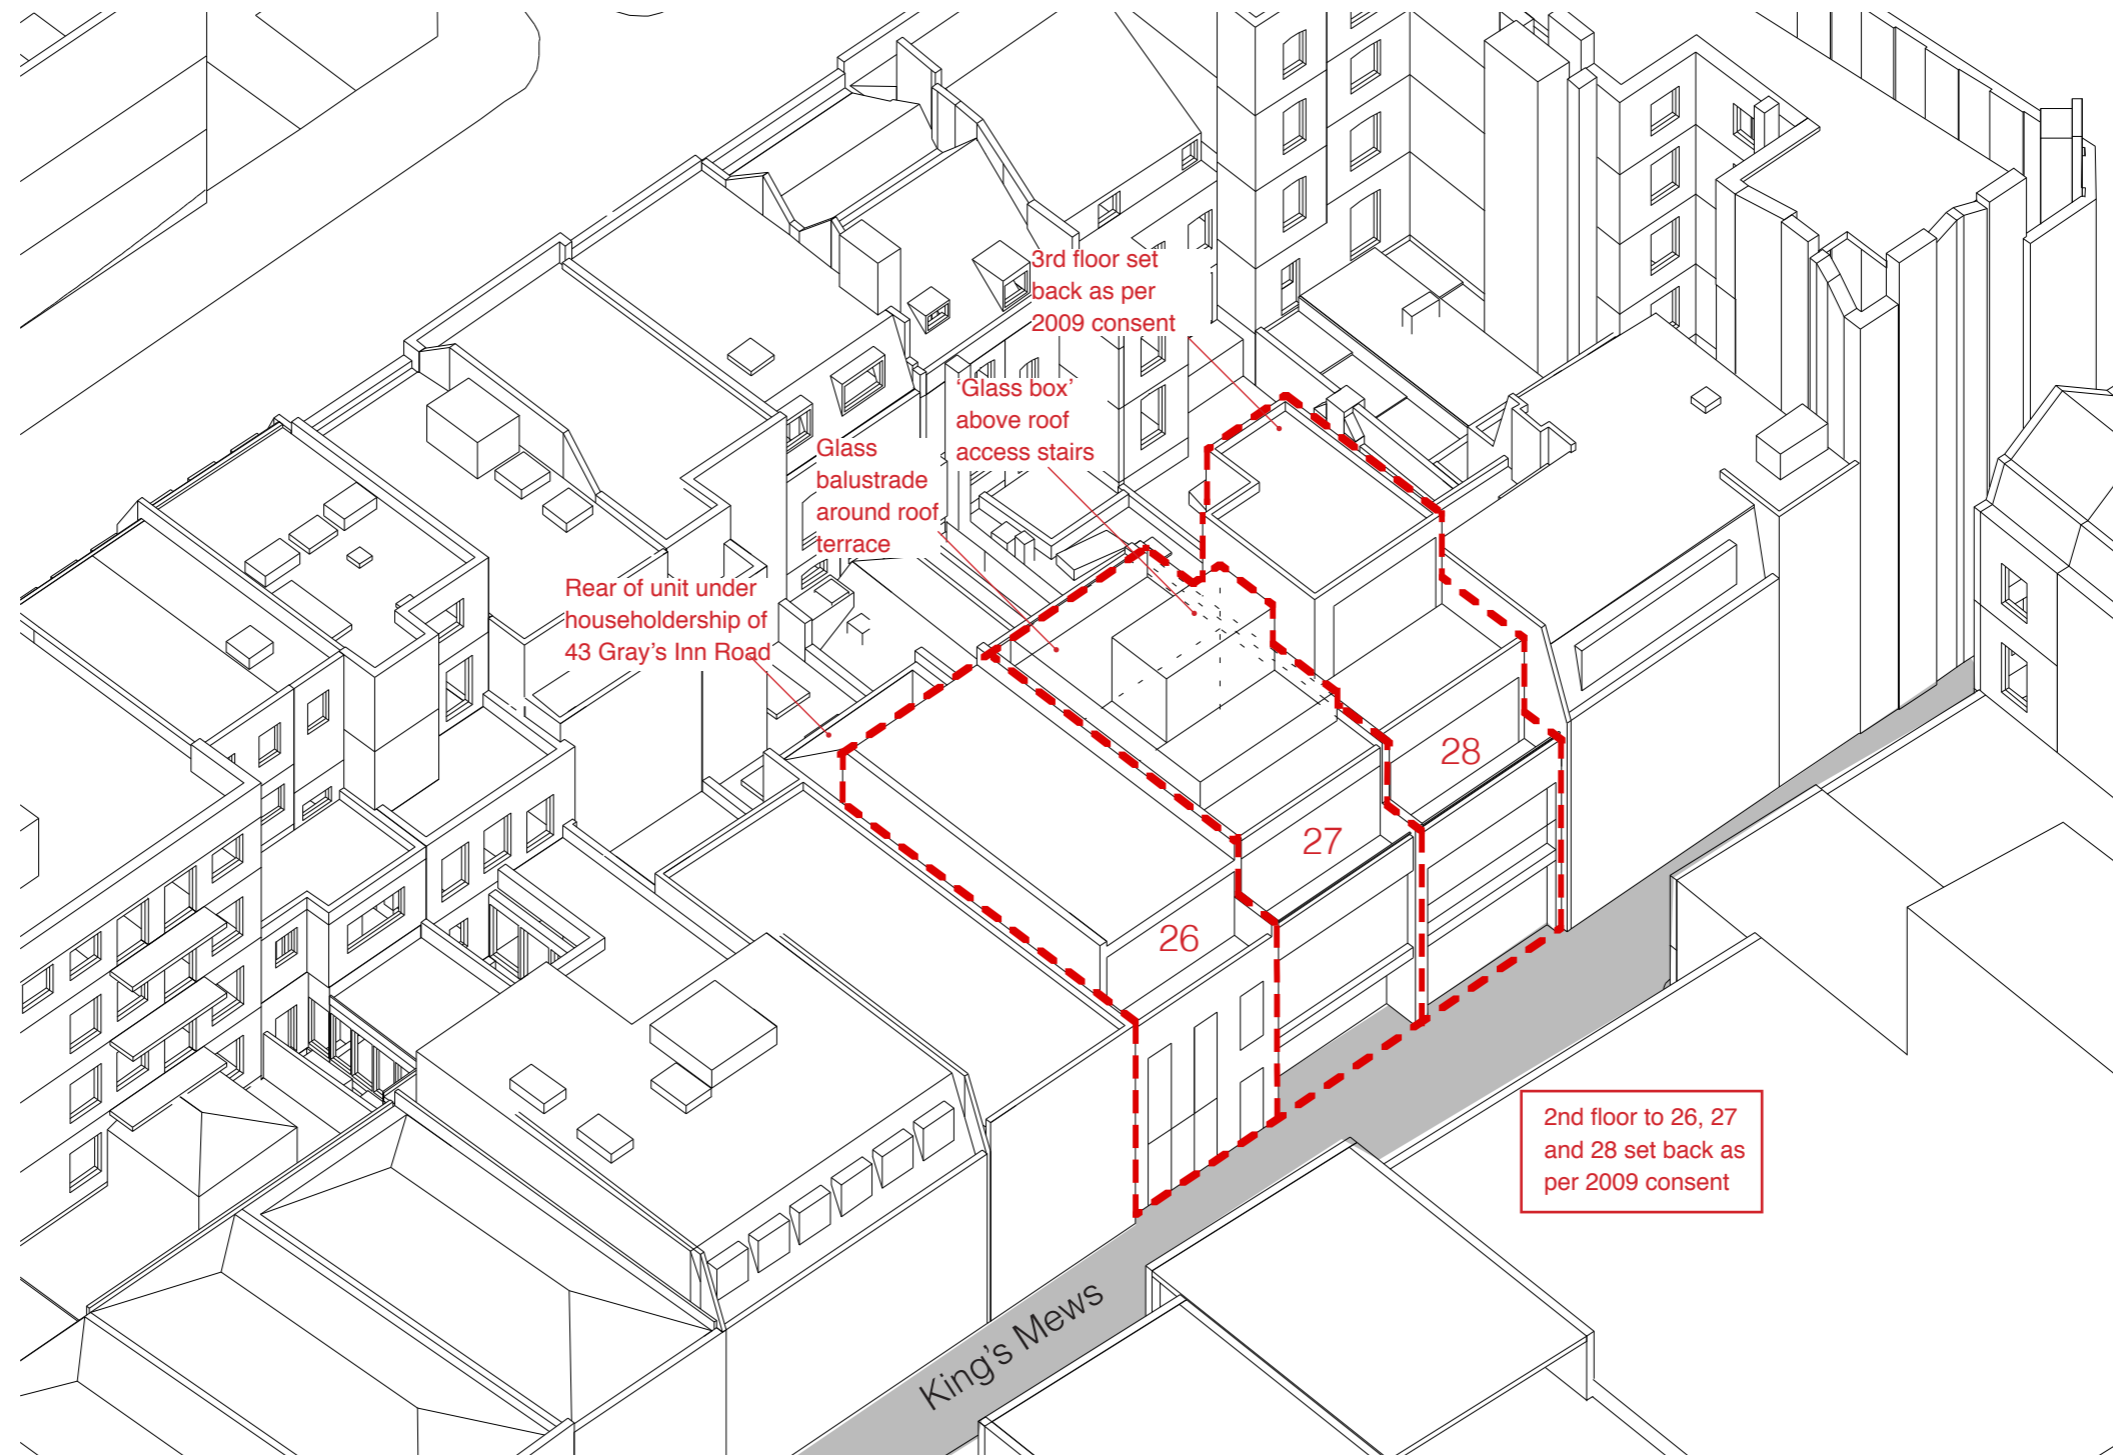 3rd floor set
back as per
2009 consent
‘Glass box’
above roof
access stairs
Glass
balustrade
around roof
terrace
Rear of unit under
householdership of
43 Gray’s Inn Road
28
27
26
2nd floor to 26, 27
and 28 set back as
per 2009 consent
King’s Mews